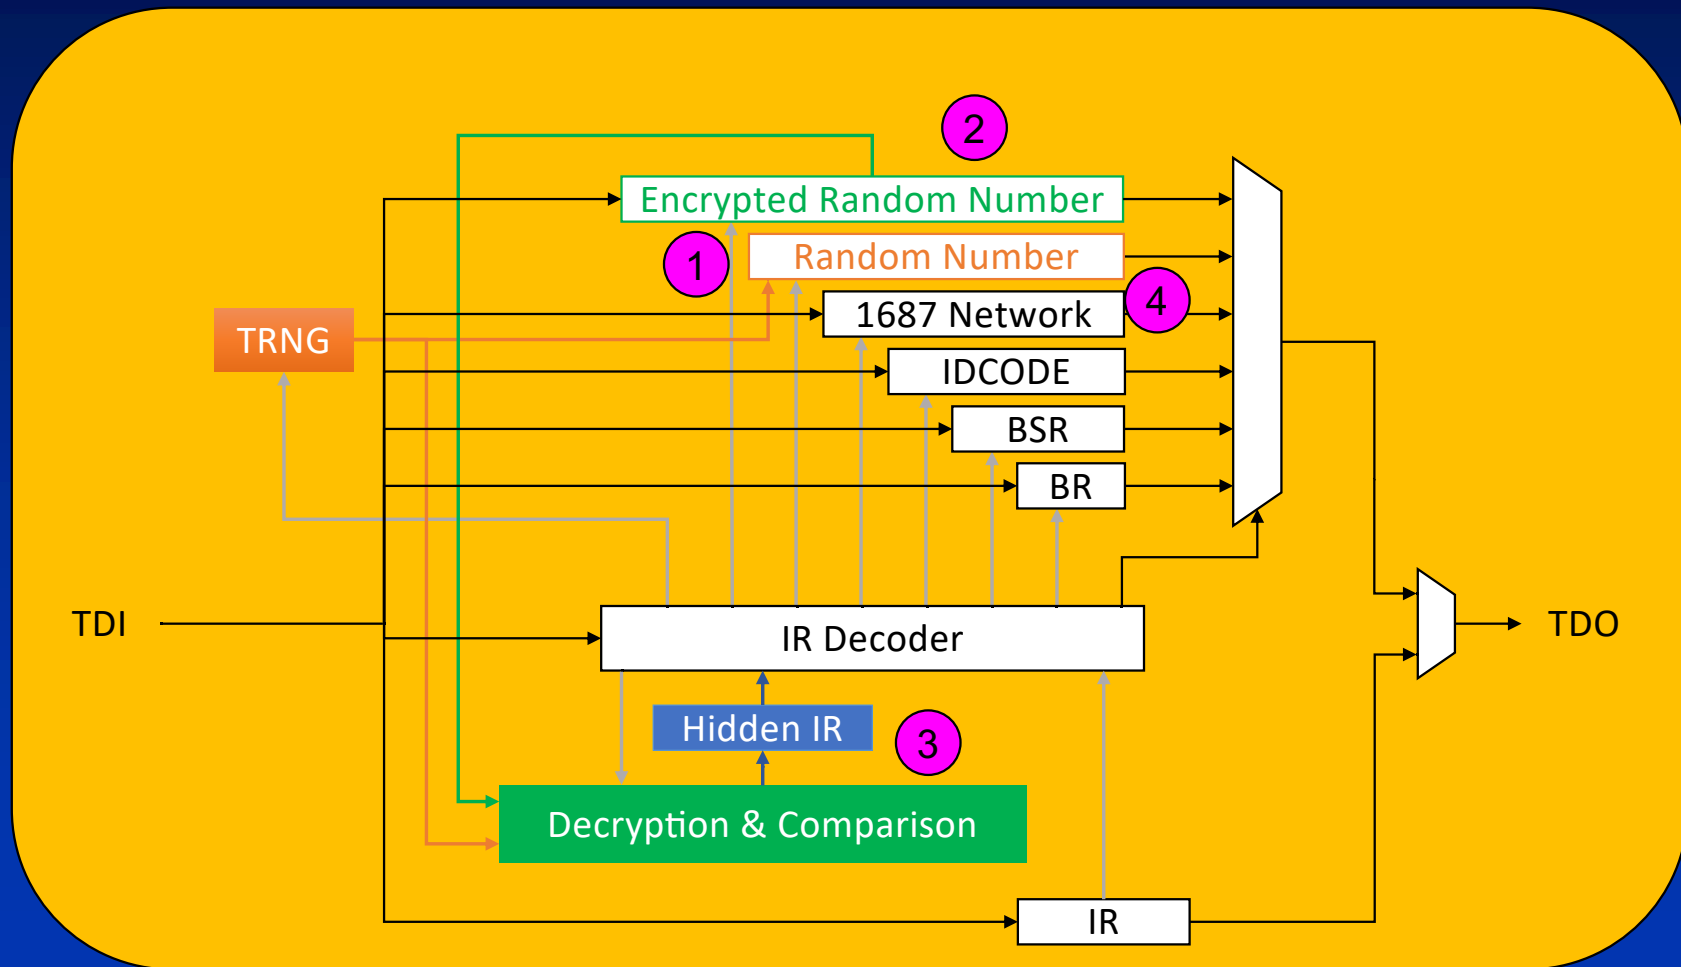 2
Encrypted Random Number
1
Random Number
4
1687 Network
TRNG
IDCODE
BSR
BR
TDI
IR Decoder
TDO
Hidden IR
3
Decryption & Comparison
IR